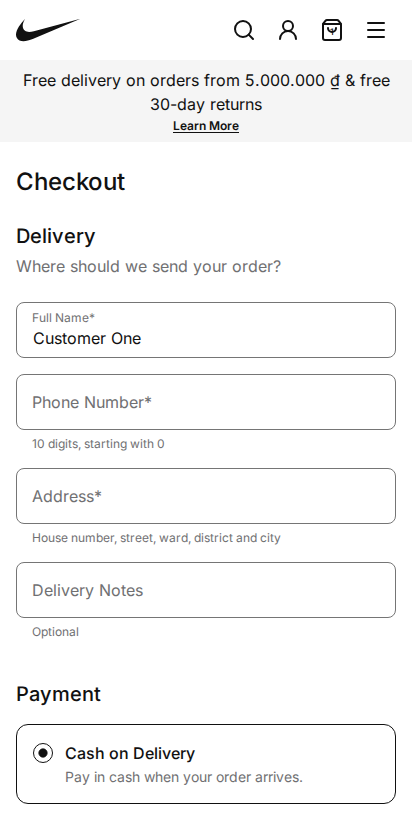 Free delivery on orders from 5.000.000 ₫ & free
30-day returns
Learn More
Checkout
Delivery
Where should we send your order?
Full Name*
Customer One
Phone Number*
10 digits, starting with 0
Address*
House number, street, ward, district and city
Delivery Notes
Optional
Payment
Cash on Delivery
Pay in cash when your order arrives.